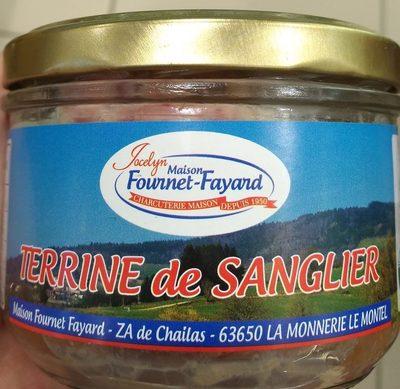 Jocelyn
Maison
Fournet-Fayard
CHARCUTERIE MAISON DEPUIS 1950
TERRINE de SANGLIER
Maison Fournet Fayard - ZA de Chailas - 63650 LA MONNERIE LE MONTEL